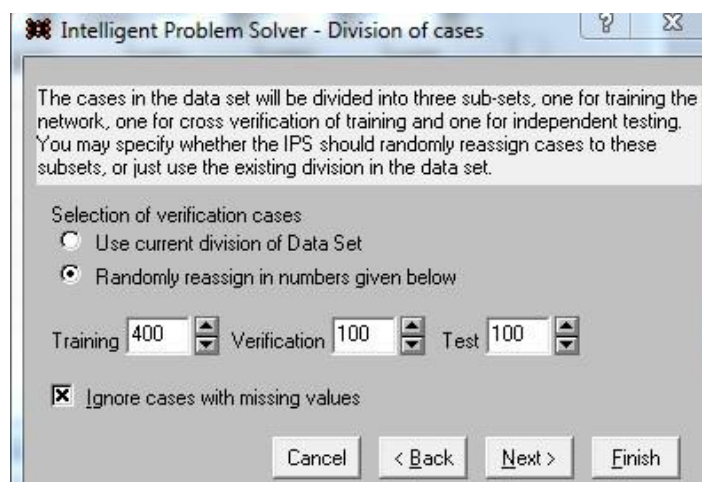 Intelligent Problem Solver - Division of cases
The cases in the data set will be divided into three sub-sets, one for training the
network, one for cross verification of training and one for independent testing.
You may specify whether the IPS should randomly reassign cases to these
subsets, or just use the existing division in the data set.
Selection of verification cases
Use current division of Data Set
Randomly reassign in numbers given below
Training 400 Verification 100 Test 100
Ignore cases with missing values
Cancel < Back Next > Finish